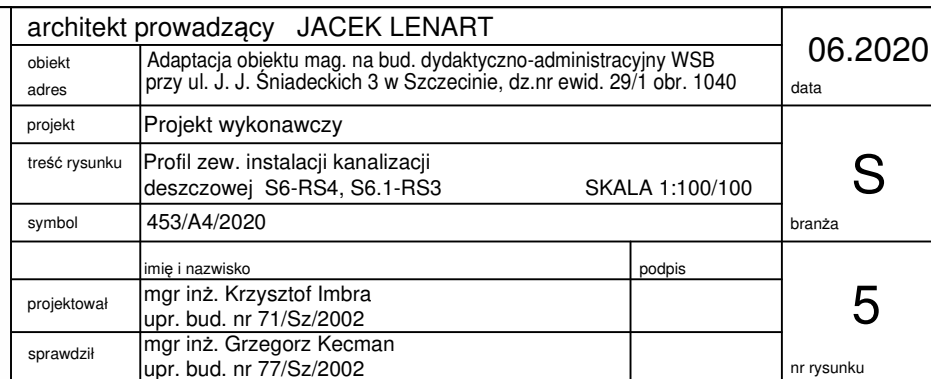 architekt prowadzący JACEK LENART
obiekt
adres
Adaptacja obiektu mag. na bud. dydaktyczno-administracyjny WSB
przy ul. J. J. Śniadeckich 3 w Szczecinie, dz.nr ewid. 29/1 obr. 1040
06.2020
data
projekt
Projekt wykonawczy
treść rysunku
Profil zew. instalacji kanalizacji
deszczowej S6-RS4, S6.1-RS3 SKALA 1:100/100
S
branża
symbol
453/A4/2020
imię i nazwisko
podpis
projektował
mgr inż. Krzysztof Imbra
upr. bud. nr 71/Sz/2002
sprawdził
mgr inż. Grzegorz Kecman
upr. bud. nr 77/Sz/2002
5
nr rysunku